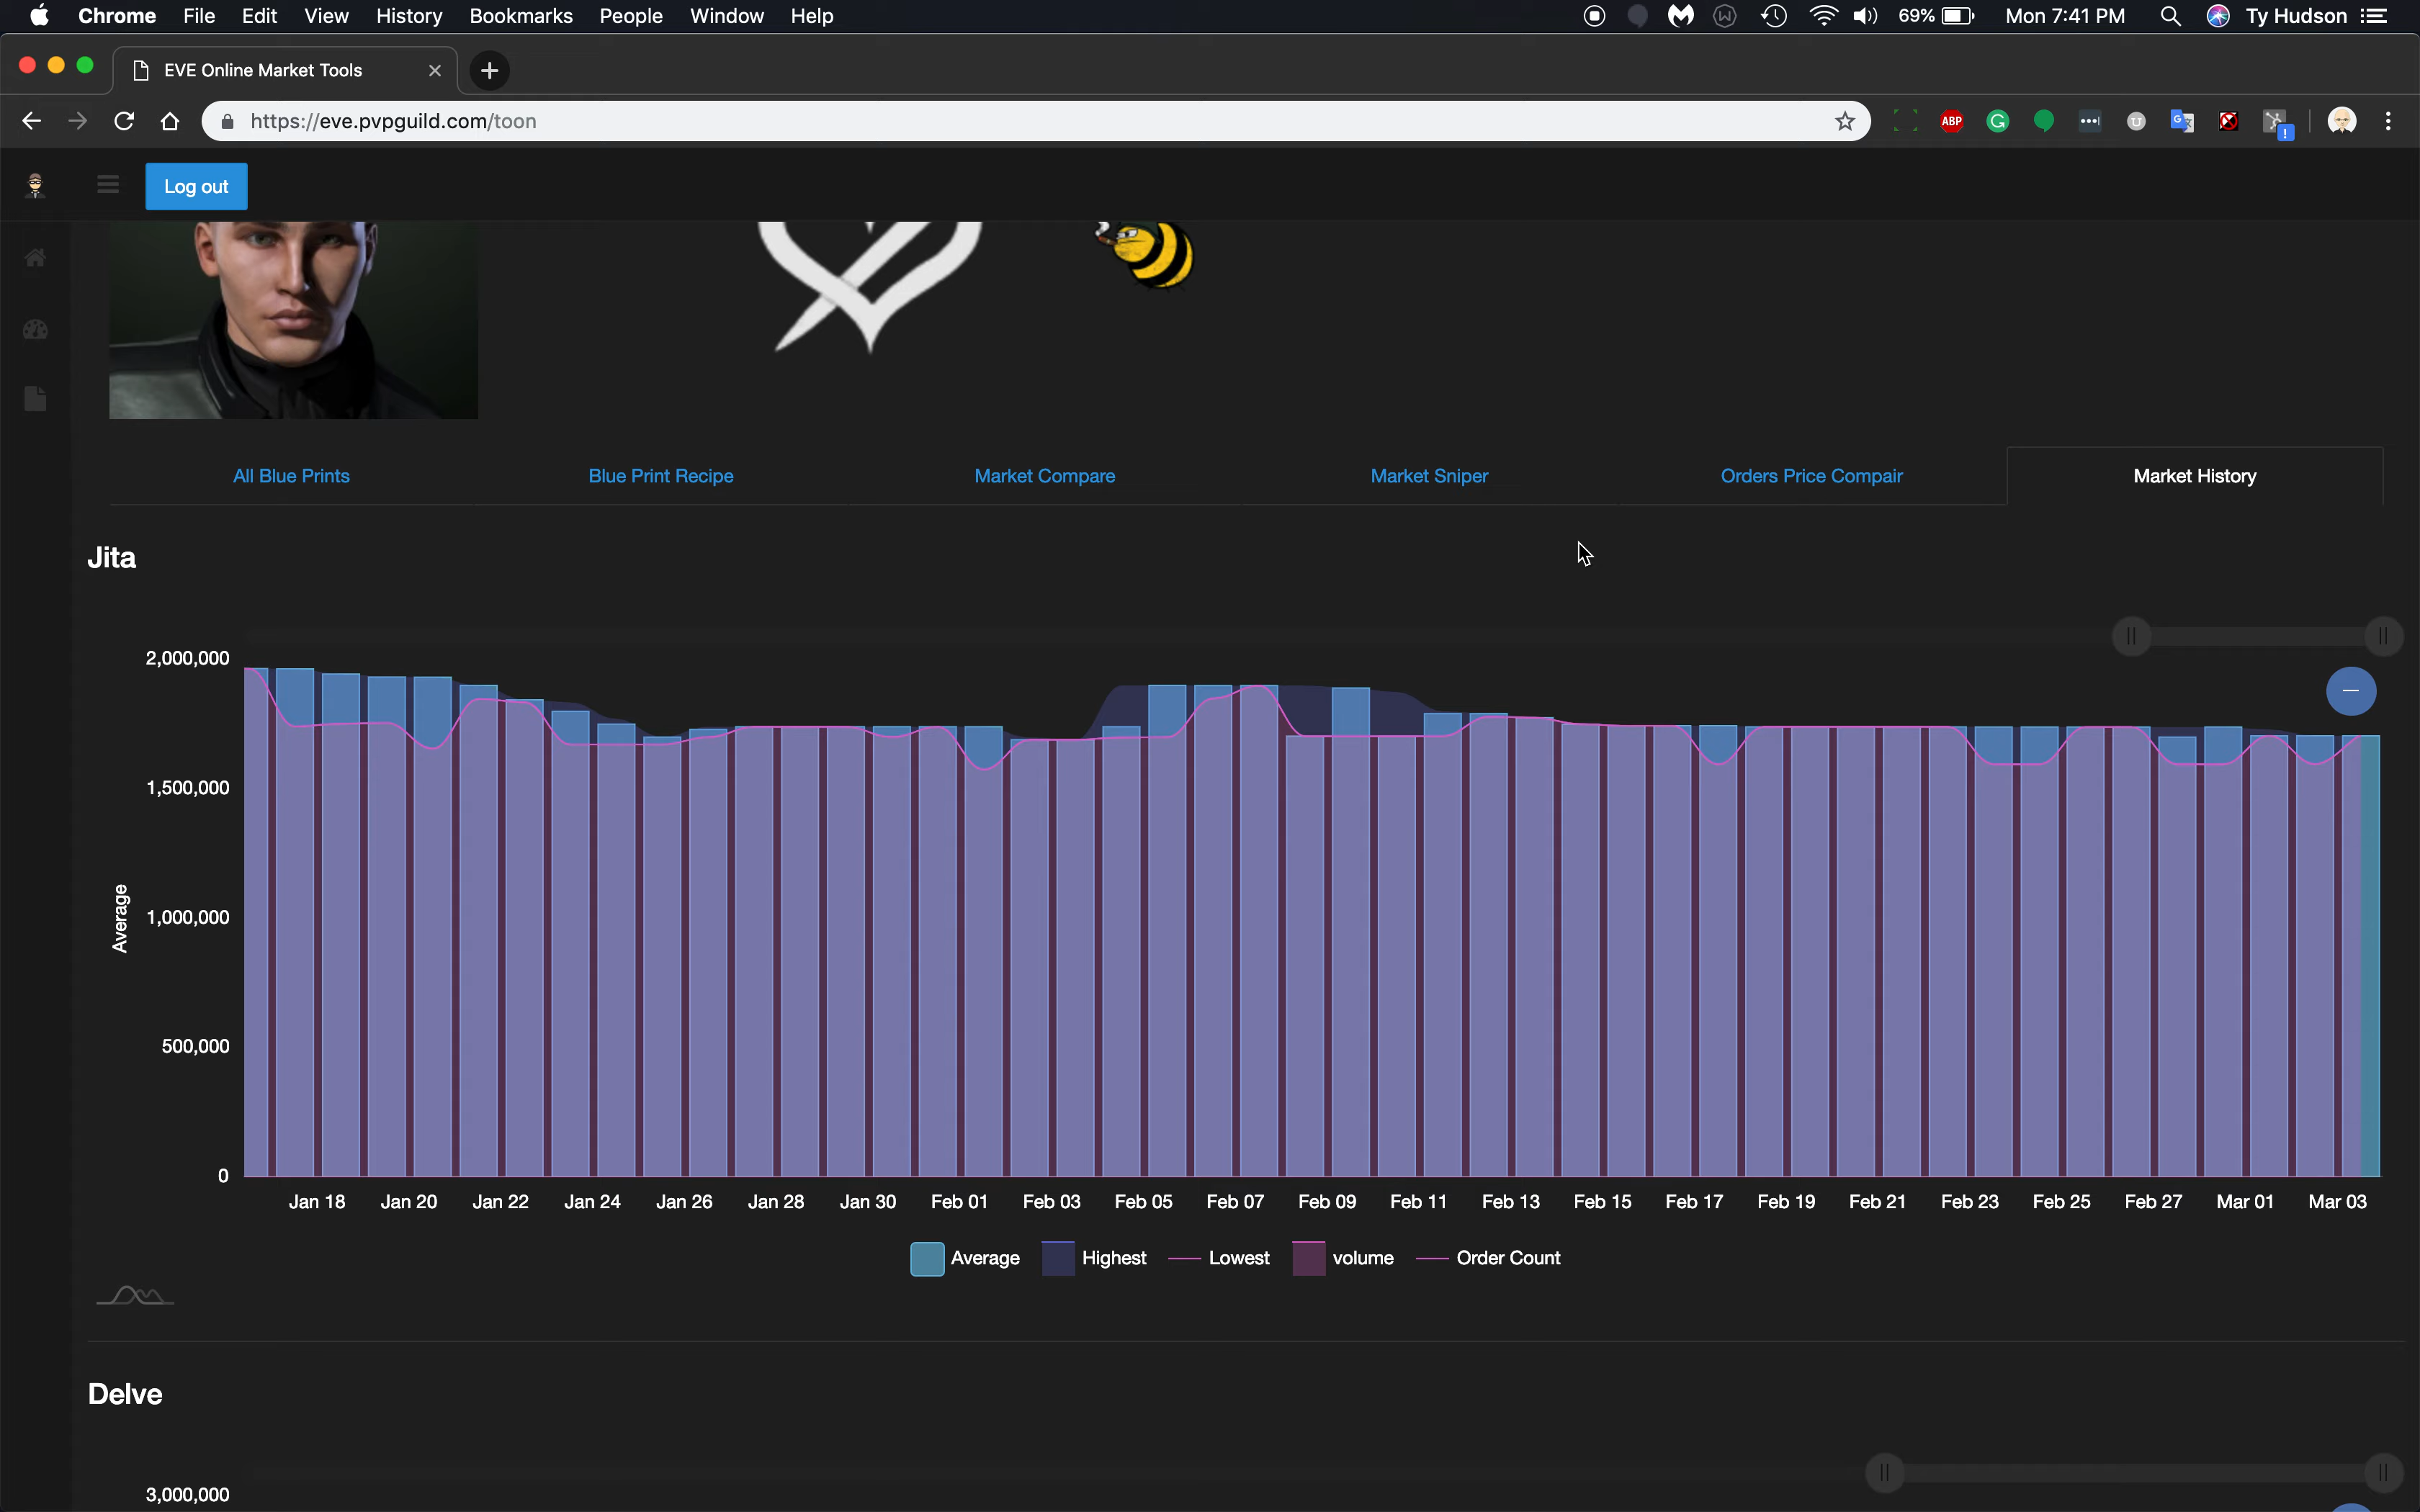 Chrome File Edit View History Bookmarks People Window Help 69% Mon 7:41 PM Ty Hudson
EVE Online Market Tools
https://eve.pvpguild.com/toon
ABP
Log out
All Blue Prints Blue Print Recipe Market Compare Market Sniper Orders Price Compair Market History
Jita
2,000,000
1,500,000
1,000,000
500,000
0
Average
Jan 18 Jan 20 Jan 22 Jan 24 Jan 26 Jan 28 Jan 30 Feb 01 Feb 03 Feb 05 Feb 07 Feb 09 Feb 11 Feb 13 Feb 15 Feb 17 Feb 19 Feb 21 Feb 23 Feb 25 Feb 27 Mar 01 Mar 03
Average Highest Lowest volume Order Count
Delve
3,000,000